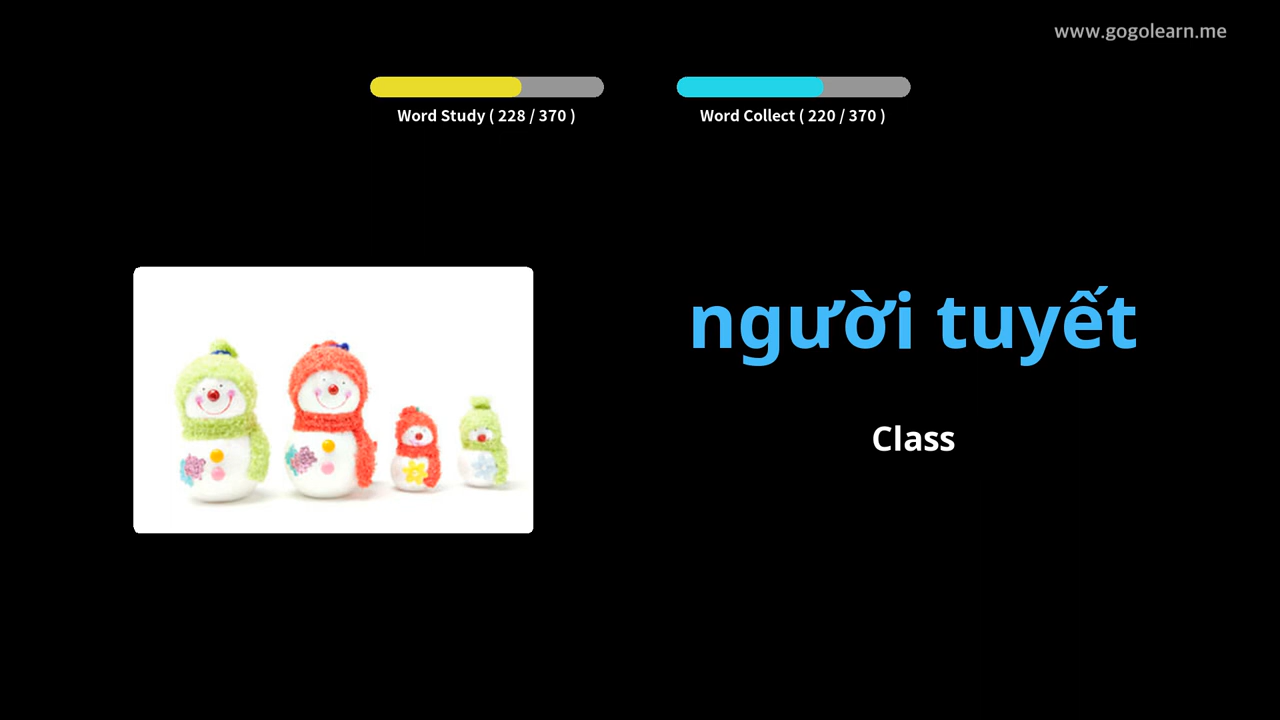 www.gogolearn.me
Word Study ( 228 / 370 )
Word Collect ( 220 / 370 )
người tuyết
Class